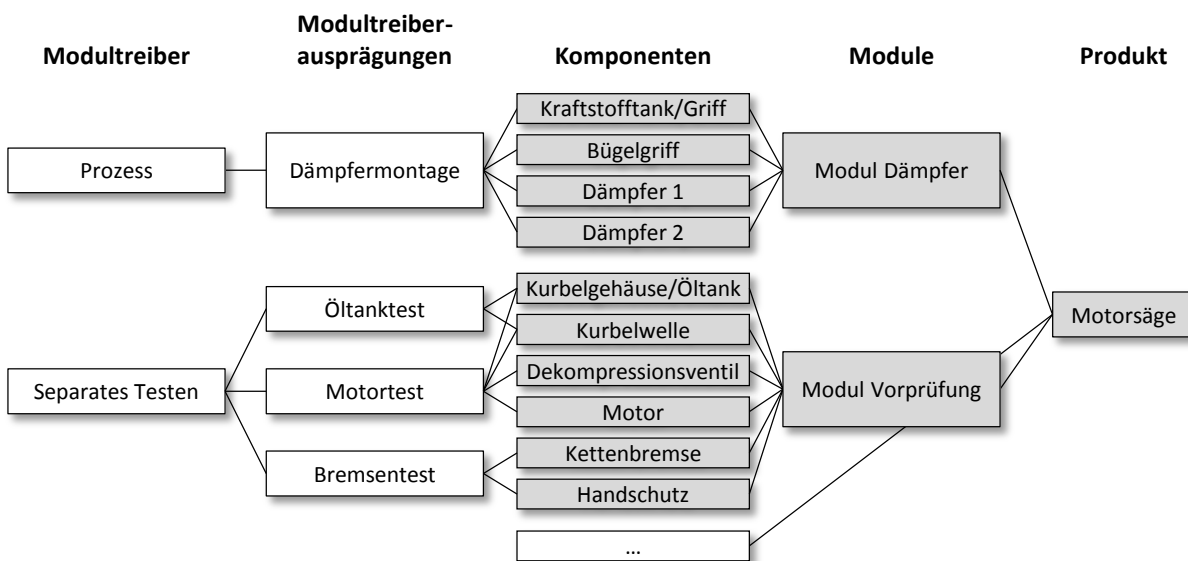 Modultreiber
Modultreiber-
ausprägungen
Komponenten
Module
Produkt
Prozess
Dämpfermontage
Kraftstofftank/Griff
Bügelgriff
Dämpfer 1
Dämpfer 2
Modul Dämpfer
Separates Testen
Öltanktest
Motortest
Bremsentest
Kurbelgehäuse/Öltank
Kurbelwelle
Dekompressionsventil
Motor
Kettenbremse
Handschutz
...
Modul Vorprüfung
Motorsäge